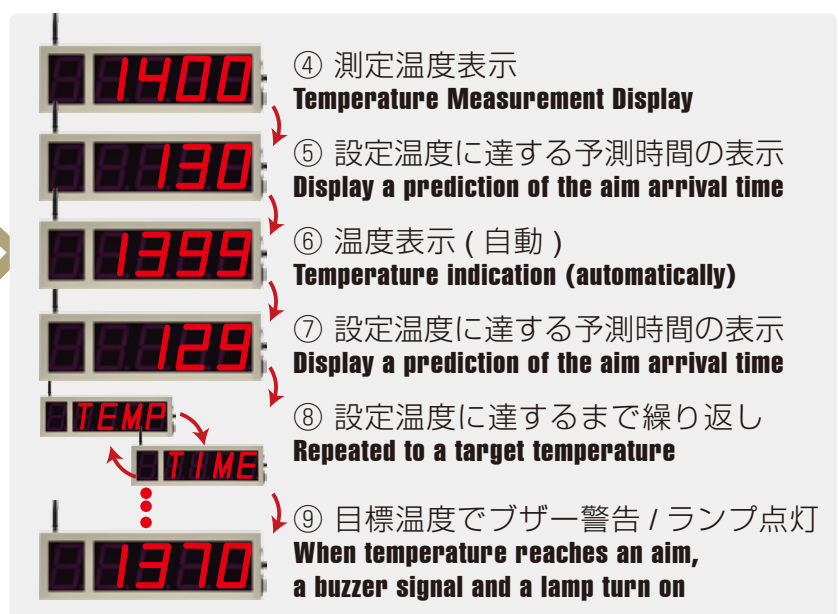 1400
④ 測定温度表示
Temperature Measurement Display
130
⑤ 設定温度に達する予測時間の表示
Display a prediction of the aim arrival time
1399
⑥ 温度表示 ( 自動 )
Temperature indication (automatically)
129
⑦ 設定温度に達する予測時間の表示
Display a prediction of the aim arrival time
TEMP
TIME
⑧ 設定温度に達するまで繰り返し
Repeated to a target temperature
1370
⑨ 目標温度でブザー警告 / ランプ点灯
When temperature reaches an aim,
a buzzer signal and a lamp turn on